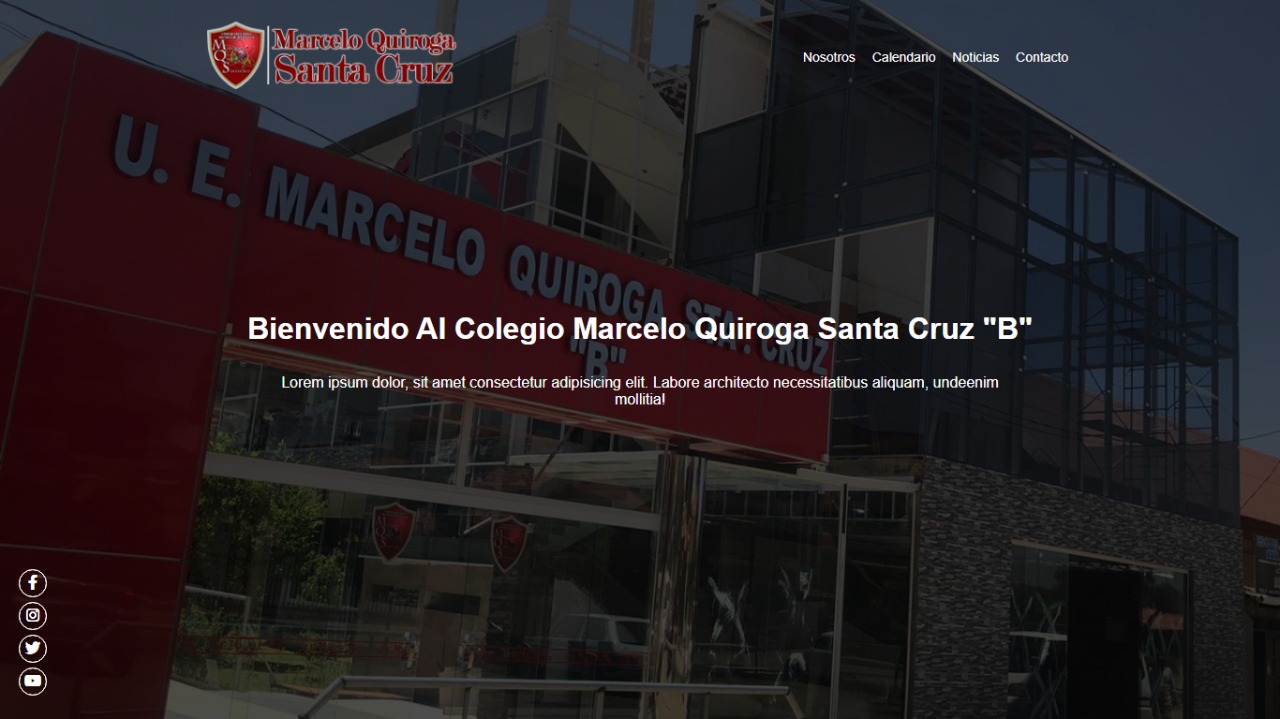 Marcelo Quiroga
Santa Cruz
MQS
Nosotros Calendario Noticias Contacto
U. E. MARCELO QUIROGA STA. CRUZ
"B"
Bienvenido Al Colegio Marcelo Quiroga Santa Cruz "B"
Lorem ipsum dolor, sit amet consectetur adipisicing elit. Labore architecto necessitatibus aliquam, undeenim
mollitia!